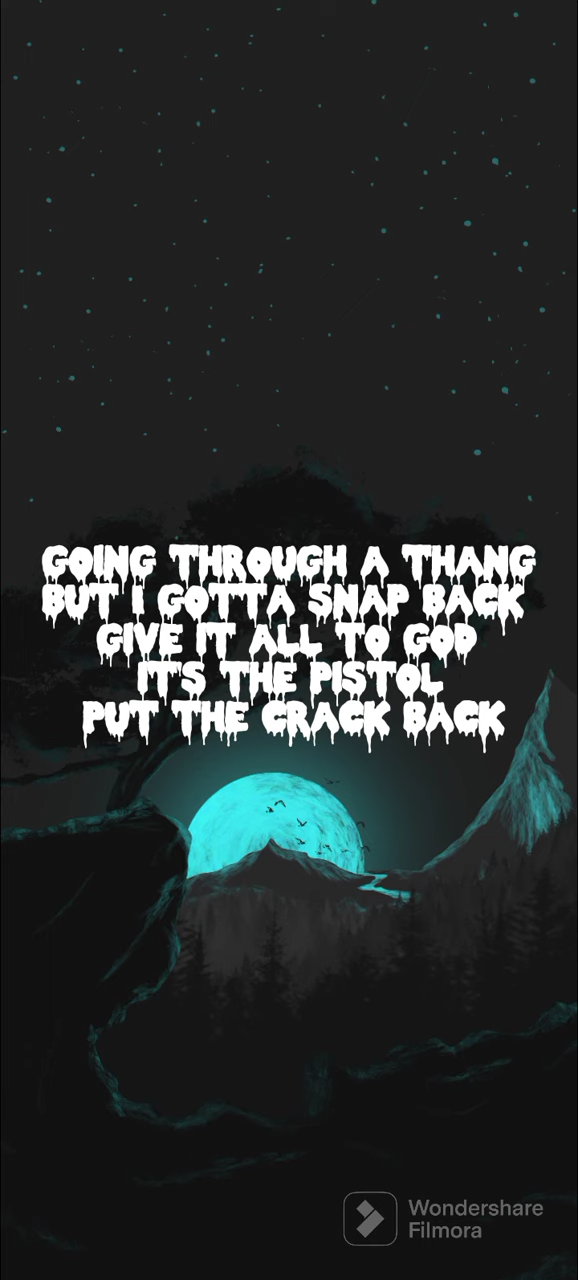 GOING THROUGH A THANG
BUT I GOTTA SNAP BACK
GIVE IT ALL TO GOD
IT'S THE PISTOL
PUT THE CRACK BACK
Wondershare
Filmora